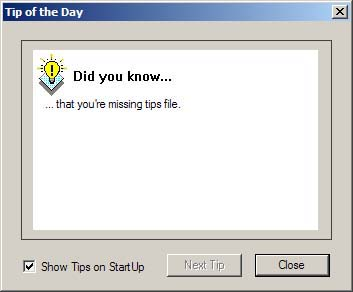 Tip of the Day
Did you know...
... that you're missing tips file.
Show Tips on StartUp
Next Tip
Close